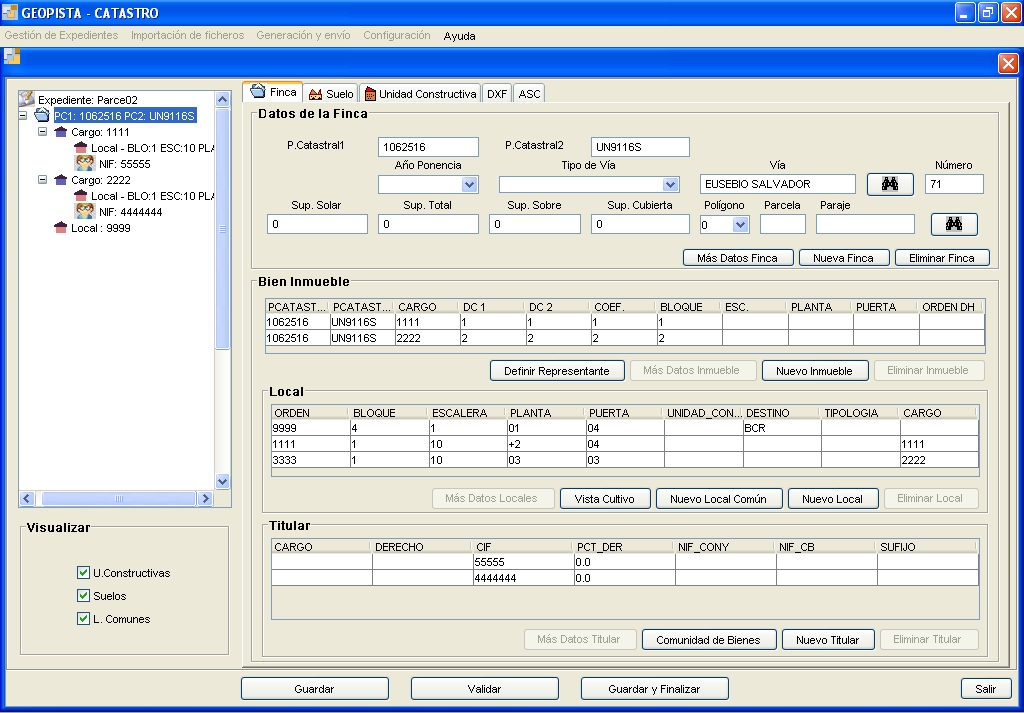 GEOPISTA - CATASTRO
Gestión de Expedientes Importación de ficheros Generación y envío Configuración Ayuda
Expediente: Parce02
PC1: 1062516 PC2: UN9116S
Cargo: 1111
Local - BLO:1 ESC:10 PLA
NIF: 55555
Cargo: 2222
Local - BLO:1 ESC:10 PLA
NIF: 4444444
Local : 9999
Visualizar
U.Constructivas
Suelos
L. Comunes
Finca Suelo Unidad Constructiva DXF ASC
Datos de la Finca
P.Catastral1 1062516 P.Catastral2 UN9116S
Año Ponencia Tipo de Vía Vía Número
EUSEBIO SALVADOR 71
Sup. Solar Sup. Total Sup. Sobre Sup. Cubierta Polígono Parcela Paraje
0 0 0 0 0
Más Datos Finca Nueva Finca Eliminar Finca
Bien Inmueble
PCATAST... PCATAST... CARGO DC 1 DC 2 COEF. BLOQUE ESC. PLANTA PUERTA ORDEN DH
1062516 UN9116S 1111 1 1 1 1
1062516 UN9116S 2222 2 2 2 2
Definir Representante Más Datos Inmueble Nuevo Inmueble Eliminar Inmueble
Local
ORDEN BLOQUE ESCALERA PLANTA PUERTA UNIDAD_CON... DESTINO TIPOLOGIA CARGO
9999 4 1 01 04 BCR
1111 1 10 +2 04 1111
3333 1 10 03 03 2222
Más Datos Locales Vista Cultivo Nuevo Local Común Nuevo Local Eliminar Local
Titular
CARGO DERECHO CIF PCT_DER NIF_CONY NIF_CB SUFIJO
55555 0.0
4444444 0.0
Más Datos Titular Comunidad de Bienes Nuevo Titular Eliminar Titular
Guardar Validar Guardar y Finalizar Salir